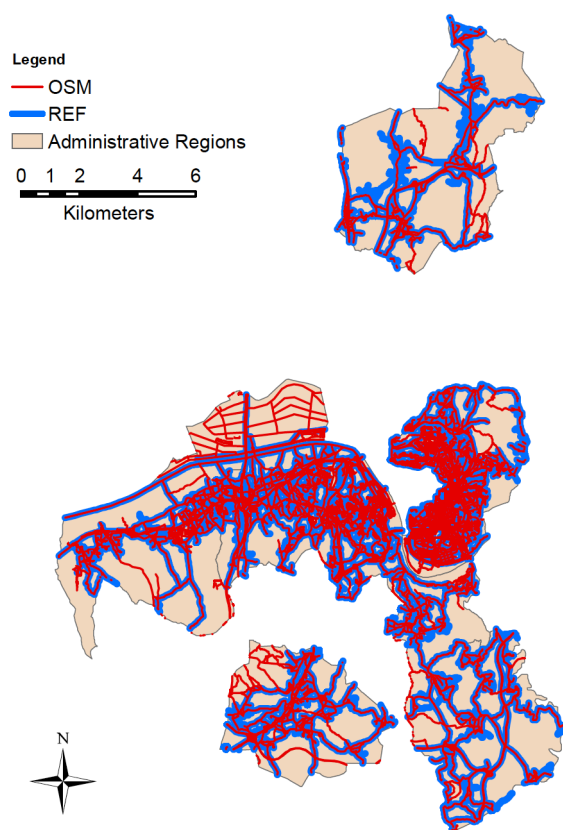 Legend
OSM
REF
Administrative Regions
0 1 2 4 6
Kilometers
N